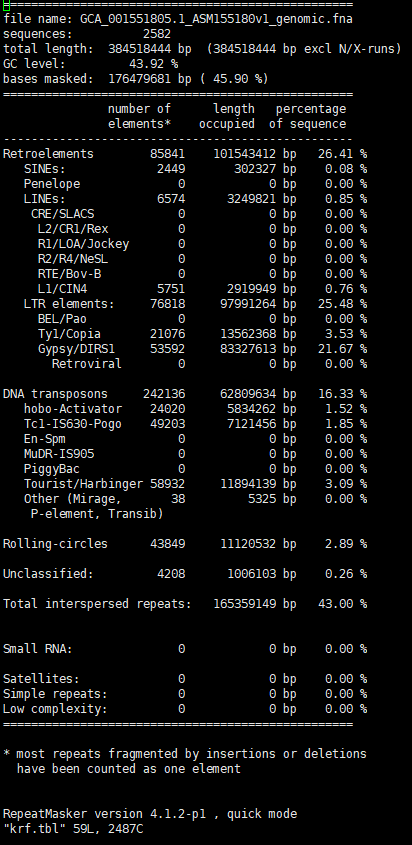 ==================================================
file name: GCA_001551805.1_ASM155180v1_genomic.fna
sequences:          2582
total length:  384518444 bp  (384518444 bp excl N/X-runs)
GC level:         43.92 %
bases masked:  176479681 bp ( 45.90 %)
==================================================
               number of      length   percentage
               elements*    occupied  of sequence
--------------------------------------------------
Retroelements        85841    101543412 bp   26.41 %
   SINEs:             2449       302327 bp    0.08 %
   Penelope              0            0 bp    0.00 %
   LINEs:             6574      3249821 bp    0.85 %
    CRE/SLACS            0            0 bp    0.00 %
     L2/CR1/Rex          0            0 bp    0.00 %
     R1/LOA/Jockey       0            0 bp    0.00 %
     R2/R4/NeSL          0            0 bp    0.00 %
     RTE/Bov-B           0            0 bp    0.00 %
     L1/CIN4          5751      2919949 bp    0.76 %
   LTR elements:     76818     97991264 bp   25.48 %
     BEL/Pao             0            0 bp    0.00 %
     Ty1/Copia       21076     13562368 bp    3.53 %
     Gypsy/DIRS1     53592     83327613 bp   21.67 %
       Retroviral        0            0 bp    0.00 %
DNA transposons     242136     62809634 bp   16.33 %
   hobo-Activator    24020      5834262 bp    1.52 %
   Tc1-IS630-Pogo    49203      7121456 bp    1.85 %
   En-Spm                0            0 bp    0.00 %
   MuDR-IS905            0            0 bp    0.00 %
   PiggyBac              0            0 bp    0.00 %
   Tourist/Harbinger 58932     11894139 bp    3.09 %
   Other (Mirage,       38         5325 bp    0.00 %
    P-element, Transib)
Rolling-circles      43849     11120532 bp    2.89 %
Unclassified:         4208      1006103 bp    0.26 %
Total interspersed repeats:   165359149 bp   43.00 %
Small RNA:               0            0 bp    0.00 %
Satellites:              0            0 bp    0.00 %
Simple repeats:          0            0 bp    0.00 %
Low complexity:          0            0 bp    0.00 %
==================================================
* most repeats fragmented by insertions or deletions
  have been counted as one element
RepeatMasker version 4.1.2-p1 , quick mode
"krf.tbl" 59L, 2487C